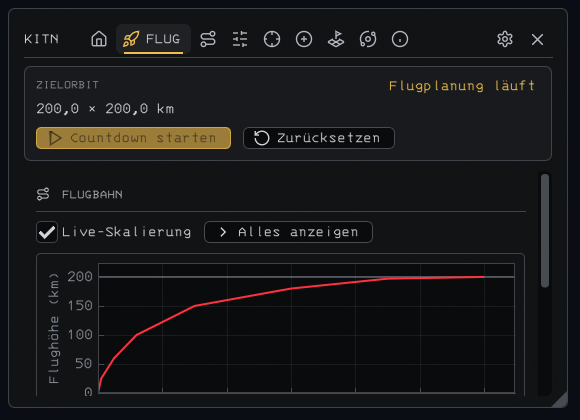 KITN FLUG
ZIELORBIT
Flugplanung läuft
200,0 × 200,0 km
Countdown starten
Zurücksetzen
FLUGBAHN
Live-Skalierung
Alles anzeigen
Flughöhe (km)
200
150
100
50
0